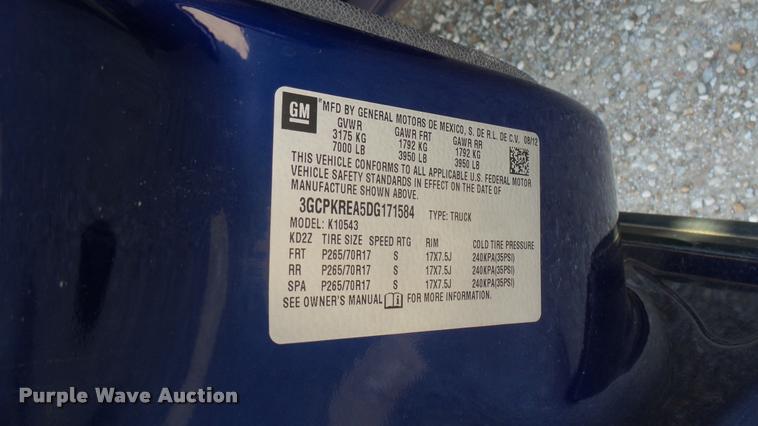 GM
® MFD BY GENERAL MOTORS DE MEXICO, S. DE R.L. DE C.V. 08/12
GVWR GAWR FRT GAWR RR
3175 KG 1792 KG 1792 KG
7000 LB 3950 LB 3950 LB
THIS VEHICLE CONFORMS TO ALL APPLICABLE U.S. FEDERAL MOTOR
VEHICLE SAFETY STANDARDS IN EFFECT ON THE DATE OF
MANUFACTURE SHOWN ABOVE.
3GCPKREA5DG171584 TYPE: TRUCK
MODEL: K10543
KD2Z TIRE SIZE SPEED RTG RIM COLD TIRE PRESSURE
FRT P265/70R17 S 17X7.5J 240KPA(35PSI)
RR P265/70R17 S 17X7.5J 240KPA(35PSI)
SPA P265/70R17 S 17X7.5J 240KPA(35PSI)
SEE OWNER'S MANUAL FOR MORE INFORMATION.
Purple Wave Auction